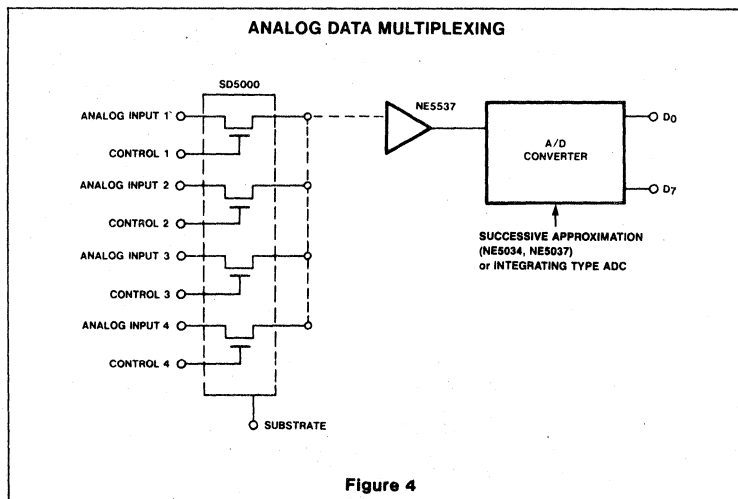 ANALOG DATA MULTIPLEXING
SD5000
NE5537
ANALOG INPUT 1
CONTROL 1
ANALOG INPUT 2
CONTROL 2
ANALOG INPUT 3
CONTROL 3
ANALOG INPUT 4
CONTROL 4
SUBSTRATE
A/D
CONVERTER
D0
D7
SUCCESSIVE APPROXIMATION
(NE5034, NE5037)
or INTEGRATING TYPE ADC
Figure 4